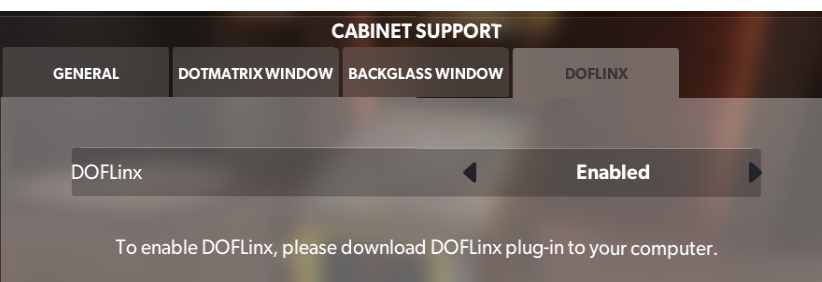 CABINET SUPPORT
GENERAL DOTMATRIX WINDOW BACKGLASS WINDOW DOFLINX
DOFLinx Enabled
To enable DOFLinx, please download DOFLinx plug-in to your computer.